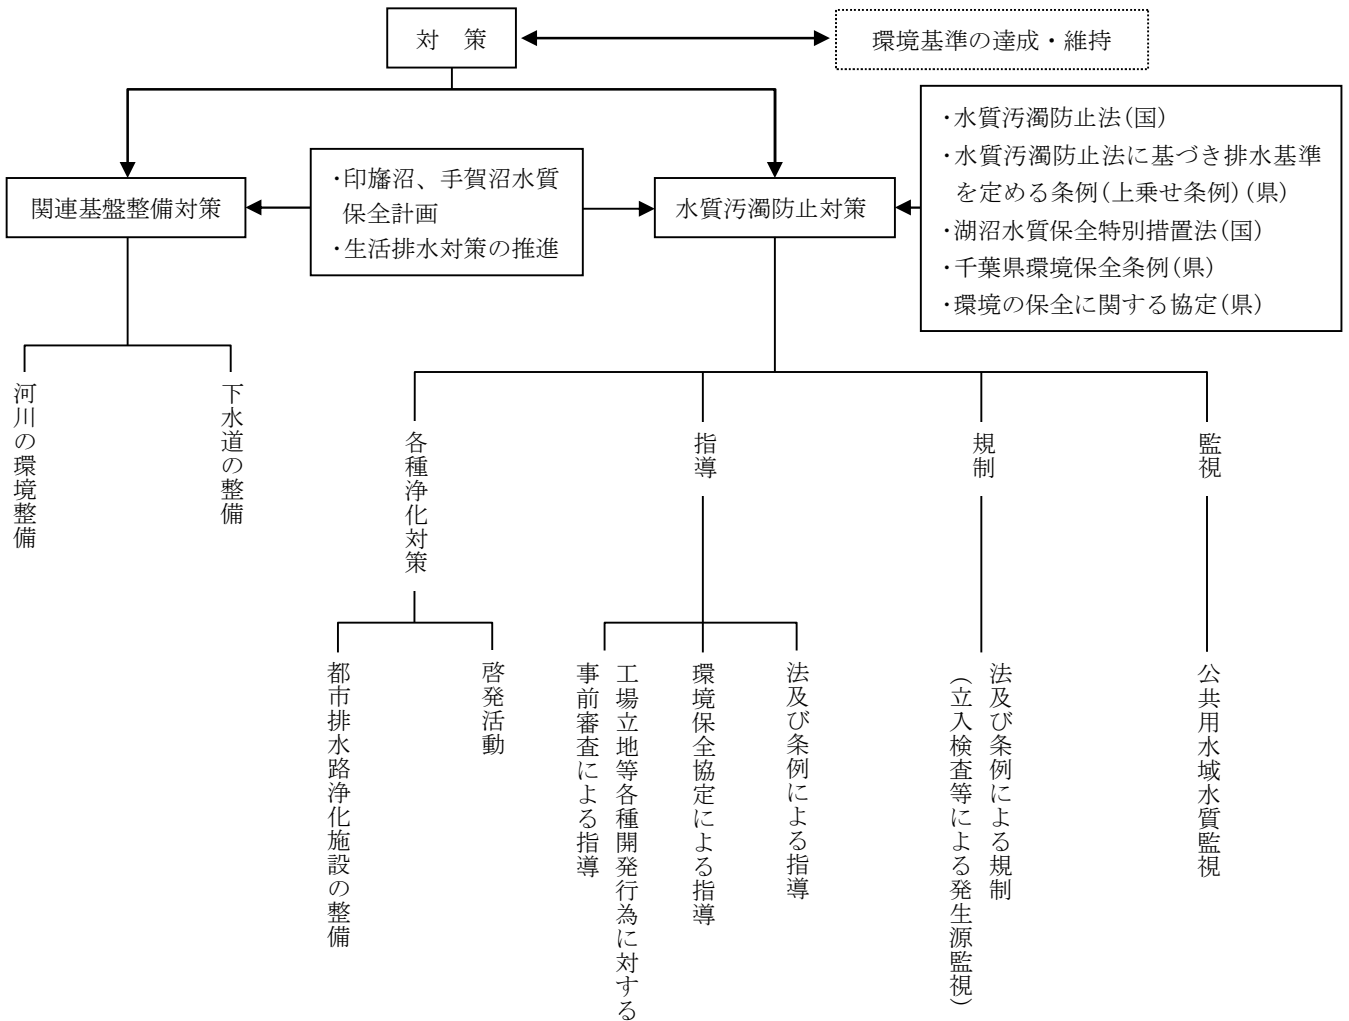 対　策
環境基準の達成・維持
関連基盤整備対策
・印旛沼、手賀沼水質
保全計画
・生活排水対策の推進
水質汚濁防止対策
・水質汚濁防止法(国)
・水質汚濁防止法に基づき排水基準
を定める条例(上乗せ条例)(県)
・湖沼水質保全特別措置法(国)
・千葉県環境保全条例(県)
・環境の保全に関する協定(県)
河川の環境整備
下水道の整備
各種浄化対策
指導
規制
監視
都市排水路浄化施設の整備
啓発活動
工場立地等各種開発行為に対する
事前審査による指導
環境保全協定による指導
法及び条例による指導
法及び条例による規制
(立入検査等による発生源監視)
公共用水域水質監視